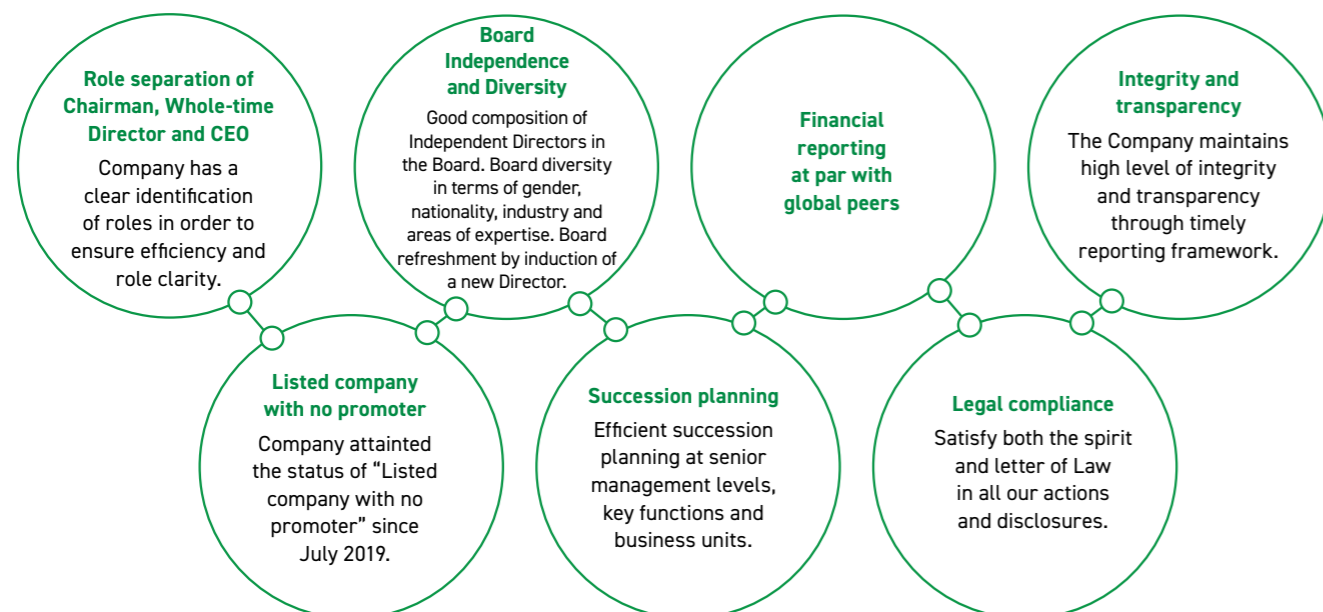 Role separation of
Chairman, Whole-time
Director and CEO
Company has a
clear identification
of roles in order to
ensure efficiency and
role clarity.
Listed company
with no promoter
Company attainted
the status of “Listed
company with no
promoter” since
July 2019.
Board
Independence
and Diversity
Good composition of
Independent Directors in
the Board. Board diversity
in terms of gender,
nationality, industry and
areas of expertise. Board
refreshment by induction of
a new Director.
Succession planning
Efficient succession
planning at senior
management levels,
key functions and
business units.
Financial
reporting
at par with
global peers
Legal compliance
Satisfy both the spirit
and letter of Law
in all our actions
and disclosures.
Integrity and
transparency
The Company maintains
high level of integrity
and transparency
through timely
reporting framework.